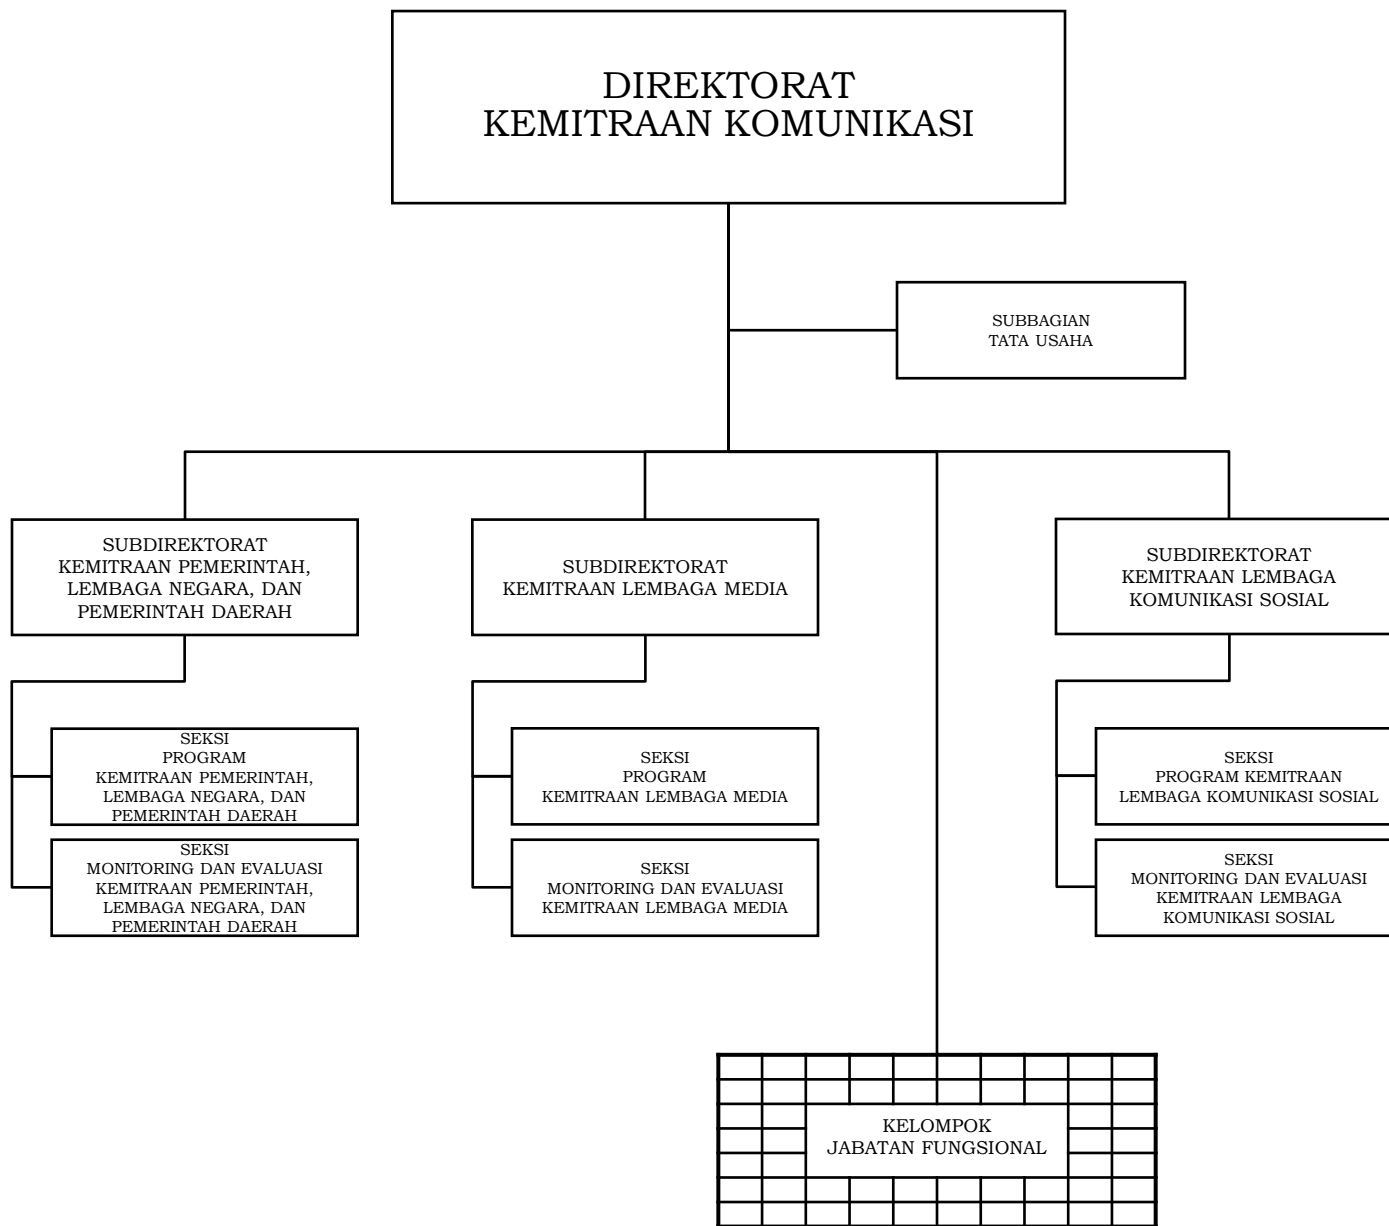 DIREKTORAT
KEMITRAAN KOMUNIKASI
SUBBAGIAN
TATA USAHA
SUBDIREKTORAT
KEMITRAAN PEMERINTAH,
LEMBAGA NEGARA, DAN
PEMERINTAH DAERAH
SUBDIREKTORAT
KEMITRAAN LEMBAGA MEDIA
SUBDIREKTORAT
KEMITRAAN LEMBAGA
KOMUNIKASI SOSIAL
SEKSI
PROGRAM
KEMITRAAN PEMERINTAH,
LEMBAGA NEGARA, DAN
PEMERINTAH DAERAH
SEKSI
PROGRAM
KEMITRAAN LEMBAGA MEDIA
SEKSI
PROGRAM KEMITRAAN
LEMBAGA KOMUNIKASI SOSIAL
SEKSI
MONITORING DAN EVALUASI
KEMITRAAN PEMERINTAH,
LEMBAGA NEGARA, DAN
PEMERINTAH DAERAH
SEKSI
MONITORING DAN EVALUASI
KEMITRAAN LEMBAGA MEDIA
SEKSI
MONITORING DAN EVALUASI
KEMITRAAN LEMBAGA
KOMUNIKASI SOSIAL
KELOMPOK
JABATAN FUNGSIONAL